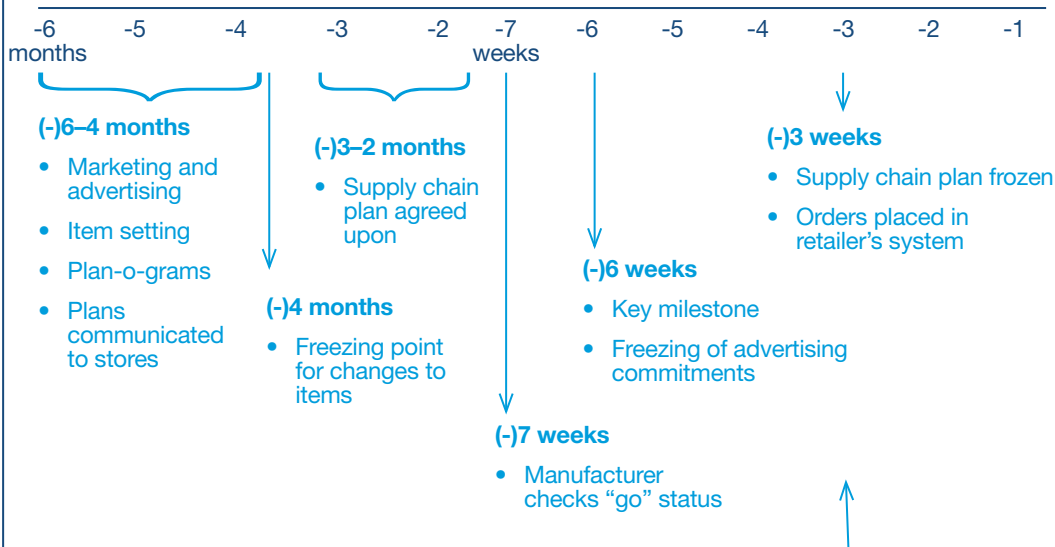 -6 -5 -4 -3 -2 -7 -6 -5 -4 -3 -2 -1
months weeks
(-)6–4 months
• Marketing and
advertising
• Item setting
• Plan-o-grams
• Plans
communicated
to stores
(-)4 months
• Freezing point
for changes to
items
(-)3–2 months
• Supply chain
plan agreed
upon
(-)7 weeks
• Manufacturer
checks “go” status
(-)6 weeks
• Key milestone
• Freezing of advertising
commitments
(-)3 weeks
• Supply chain plan frozen
• Orders placed in
retailer’s system